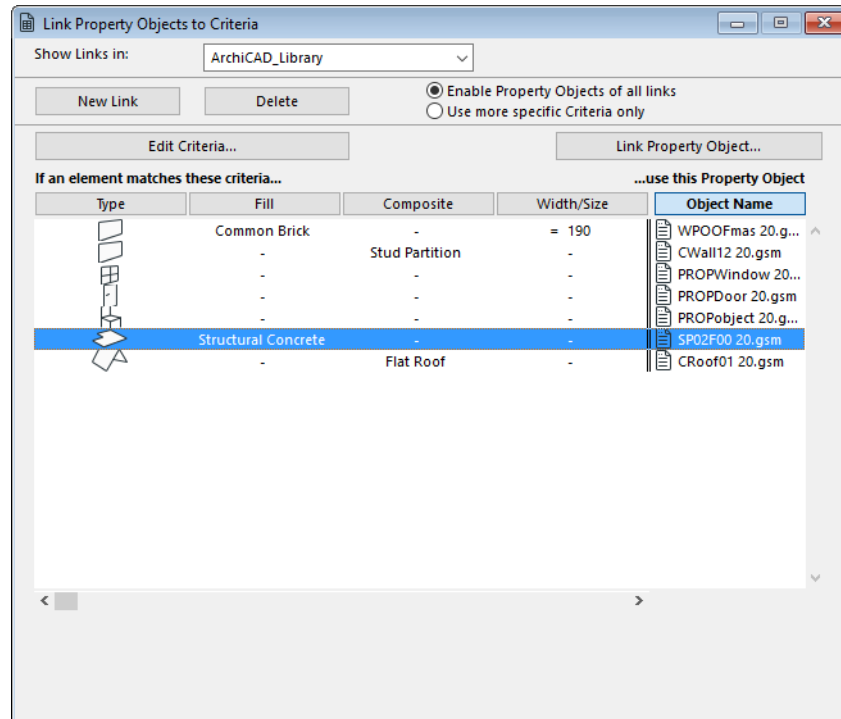 Link Property Objects to Criteria
Show Links in: ArchiCAD_Library
New Link Delete Enable Property Objects of all links
Use more specific Criteria only
Edit Criteria... Link Property Object...
If an element matches these criteria... ...use this Property Object
Type Fill Composite Width/Size Object Name
Common Brick - = 190 WPOOFmas 20.g...
- Stud Partition - CWall12 20.gsm
- - - PROPWindow 20...
- - - PROPDoor 20.gsm
- - - PROPobject 20.g...
Structural Concrete - - SP02F00 20.gsm
- Flat Roof - CRoof01 20.gsm